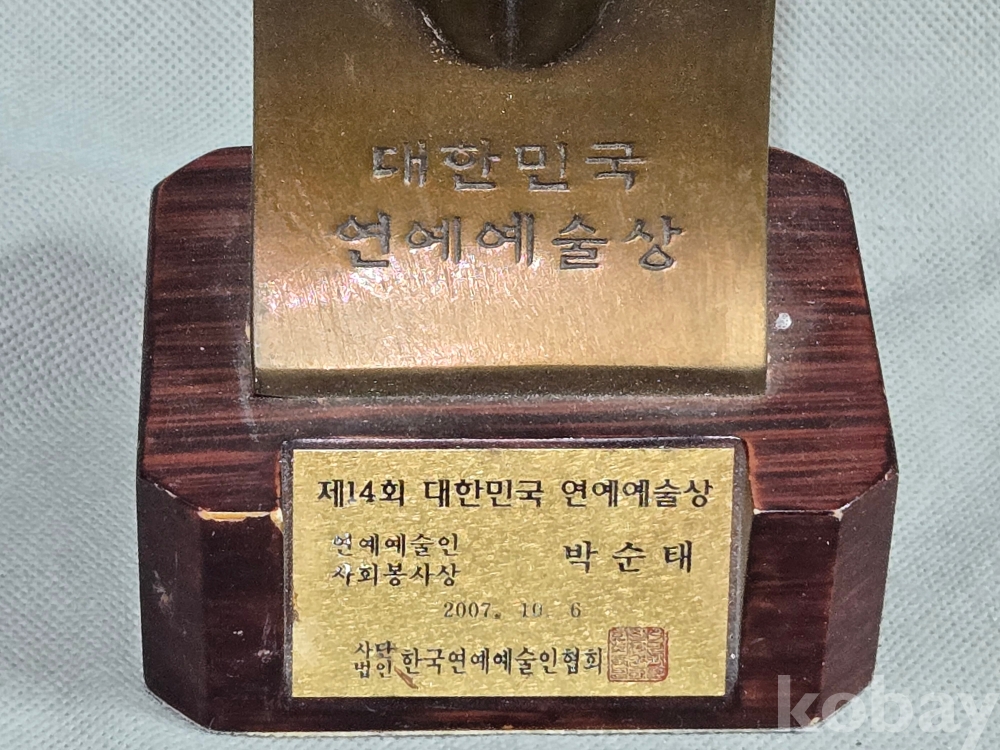 대한민국
연예예술상
제14회 대한민국 연예예술상
연예예술인
사회봉사상
박순태
2007. 10. 6
사단법인 한국연예예술인협회
kobay